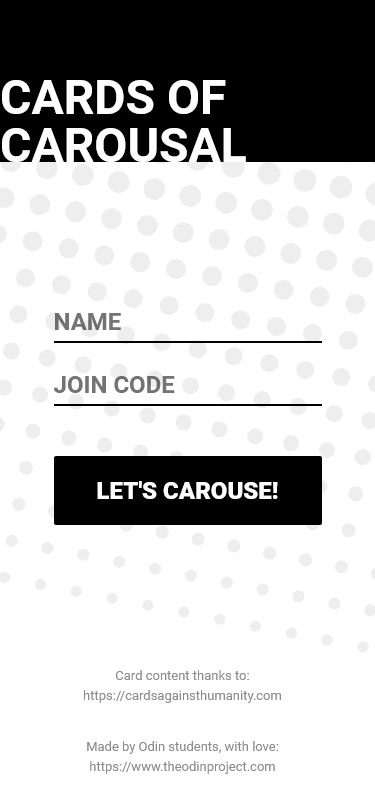 CARDS OF
CAROUSAL
NAME
JOIN CODE
LET'S CAROUSE!
Card content thanks to:
https://cardsagainsthumanity.com
Made by Odin students, with love:
https://www.theodinproject.com